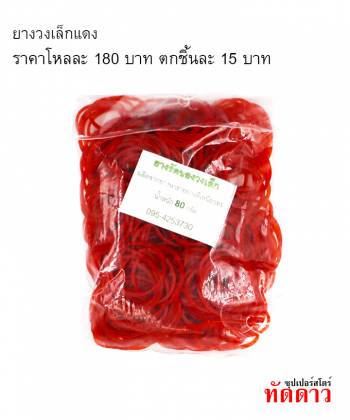 ยางวงเล็กแดง
ราคาโหลละ 180 บาท ตกชิ้นละ 15 บาท
ยางรัดของวงเล็ก
น้ำหนัก 80 กรัม
095-4253730
ซุปเปอร์สโตร์
ทัดดาว